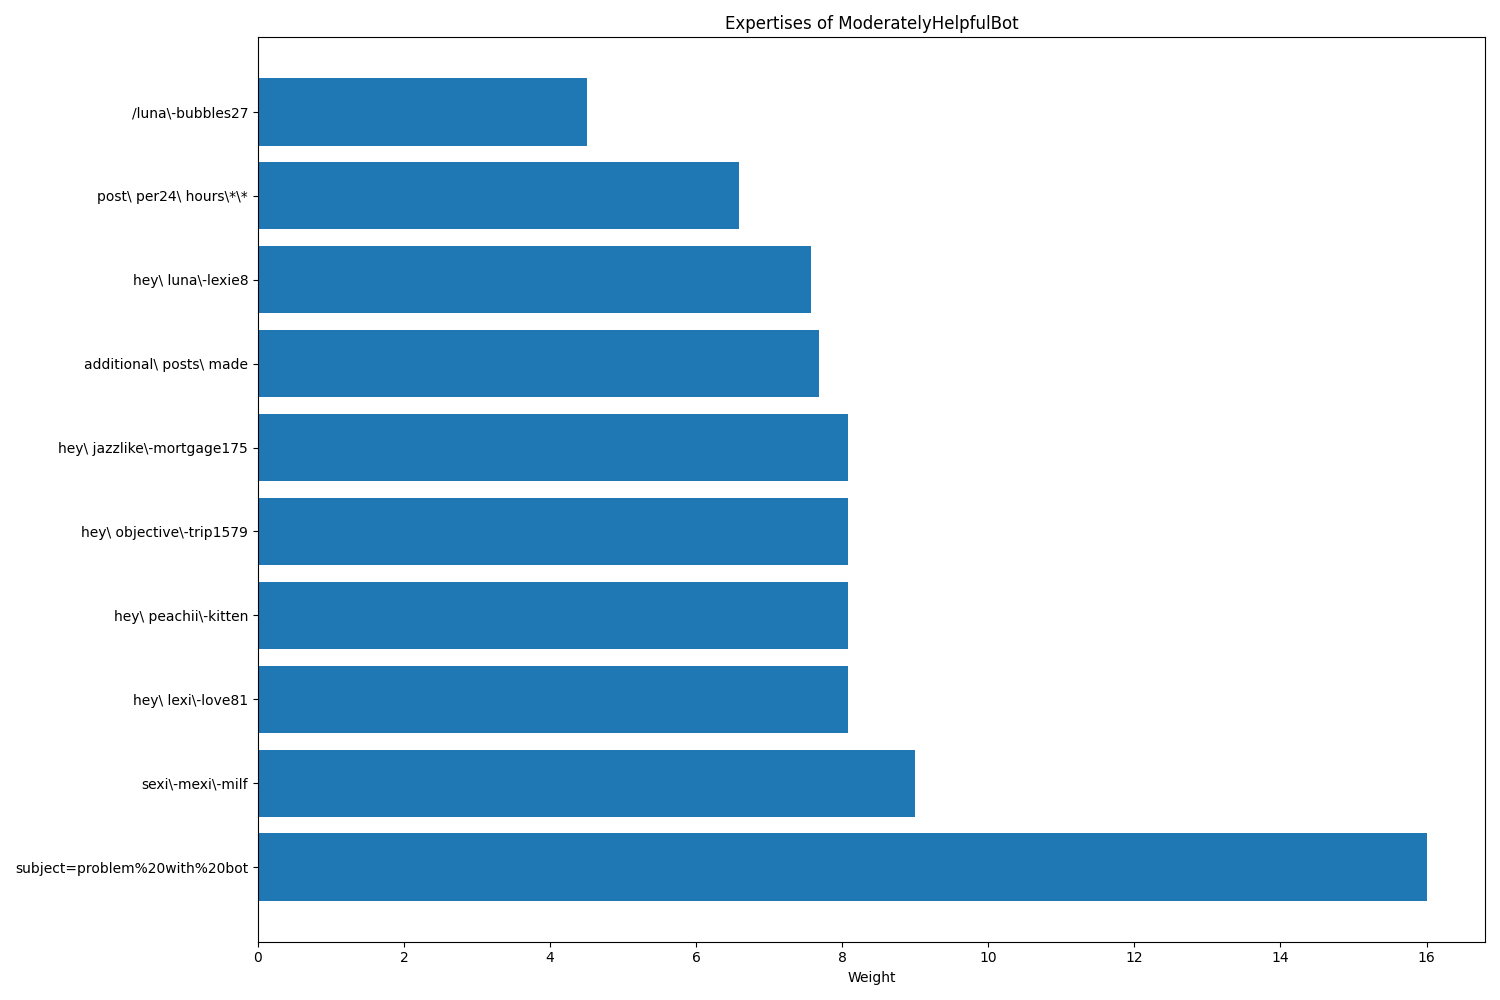 Expertises of ModeratelyHelpfulBot
/luna\-bubbles27
post\ per24\ hours\*\*
hey\ luna\-lexie8
additional\ posts\ made
hey\ jazzlike\-mortgage175
hey\ objective\-trip1579
hey\ peachii\-kitten
hey\ lexi\-love81
sexi\-mexi\-milf
subject=problem%20with%20bot
0 2 4 6 8 10 12 14 16
Weight